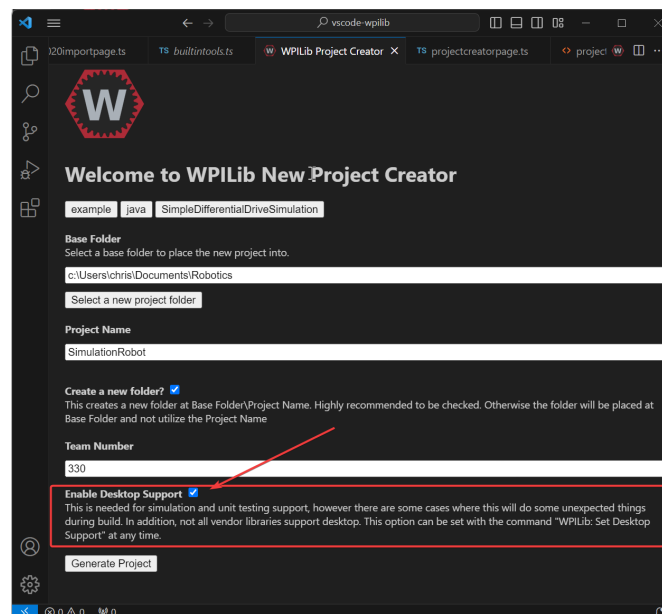 vscode-wpilib
020importpage.ts
TS builtintools.ts
WPILib Project Creator
TS projectcreatorpage.ts
W
Welcome to WPILib New Project Creator
example java SimpleDifferentialDriveSimulation
Base Folder
Select a base folder to place the new project into.
c:\Users\chris\Documents\Robotics
Select a new project folder
Project Name
SimulationRobot
Create a new folder?
This creates a new folder at Base Folder\Project Name. Highly recommended to be checked. Otherwise the folder will be placed at
Base Folder and not utilize the Project Name
Team Number
330
Enable Desktop Support
This is needed for simulation and unit testing support, however there are some cases where this will do some unexpected things
during build. In addition, not all vendor libraries support desktop. This option can be set with the command "WPILib: Set Desktop
Support" at any time.
Generate Project
0 0 0